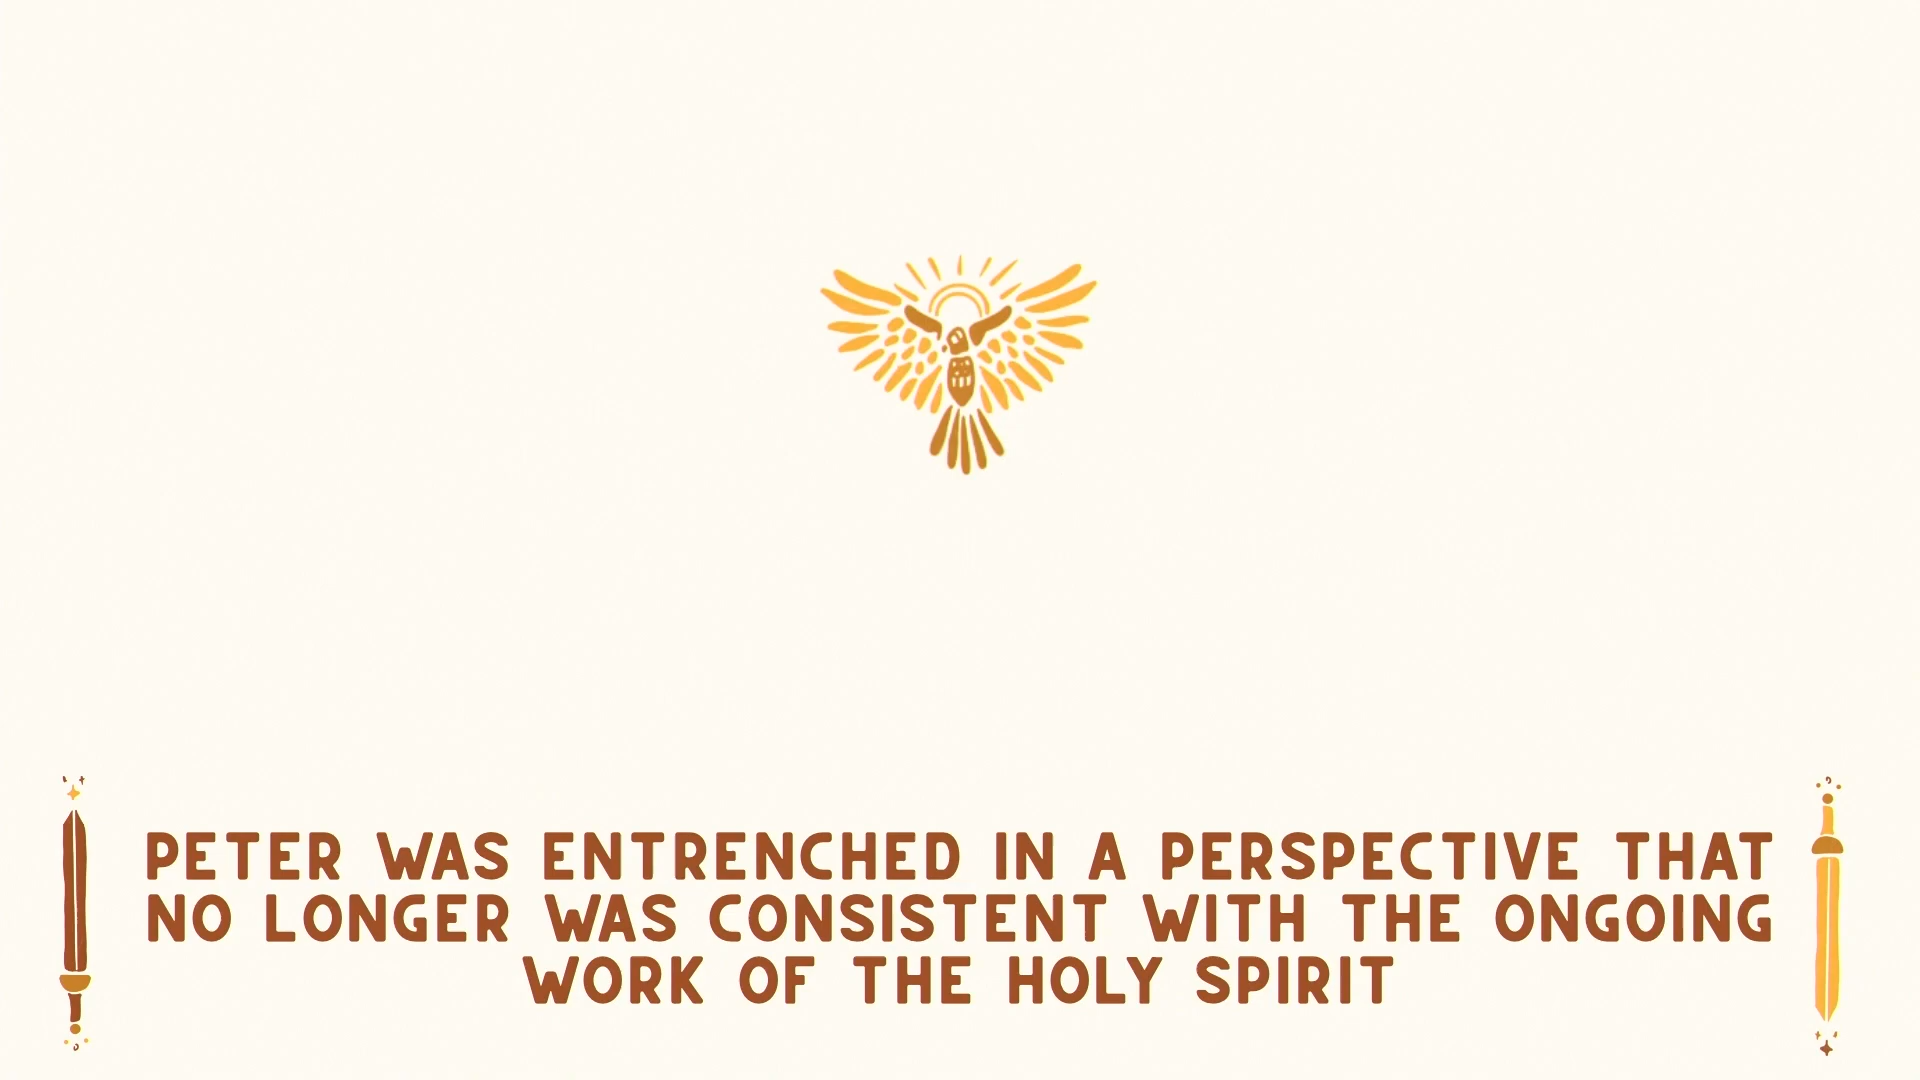 PETER WAS ENTRENCHED IN A PERSPECTIVE THAT
NO LONGER WAS CONSISTENT WITH THE ONGOING
WORK OF THE HOLY SPIRIT